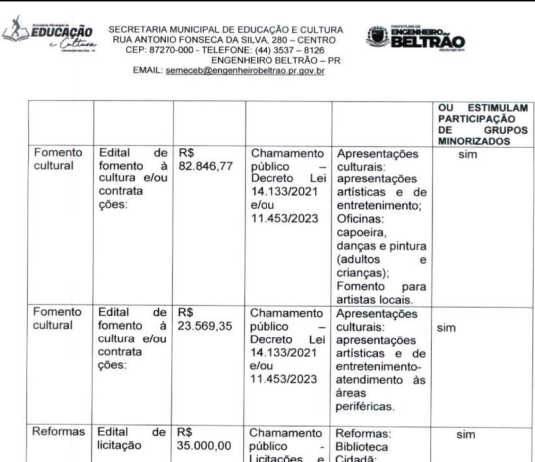 EDUCAÇÃO
e Cultura
SECRETARIA MUNICIPAL DE EDUCAÇÃO E CULTURA
RUA ANTONIO FONSECA DA SILVA, 280 – CENTRO
CEP: 87270-000 - TELEFONE: (44) 3537 – 8126
ENGENHEIRO BELTRÃO – PR
EMAIL: semeceb@engenheirobeltrao.pr.gov.br
PREFEITURA DE
ENGENHEIRO
BELTRÃO
OU ESTIMULAM
PARTICIPAÇÃO
DE GRUPOS
MINORIZADOS
Fomento
cultural
Edital de
fomento à
cultura e/ou
contrata
ções:
R$
82.846,77
Chamamento
público –
Decreto Lei
14.133/2021
e/ou
11.453/2023
Apresentações
culturais:
apresentações
artísticas e de
entretenimento;
Oficinas:
capoeira,
danças e pintura
(adultos e
crianças);
Fomento para
artistas locais.
sim
Fomento
cultural
Edital de
fomento à
cultura e/ou
contrata
ções:
R$
23.569,35
Chamamento
público –
Decreto Lei
14.133/2021
e/ou
11.453/2023
Apresentações
culturais:
apresentações
artísticas e de
entretenimento-
atendimento às
áreas
periféricas.
sim
Reformas
Edital de
licitação
R$
35.000,00
Chamamento
público -
Licitações e
Reformas:
Biblioteca
Cidadã;
sim